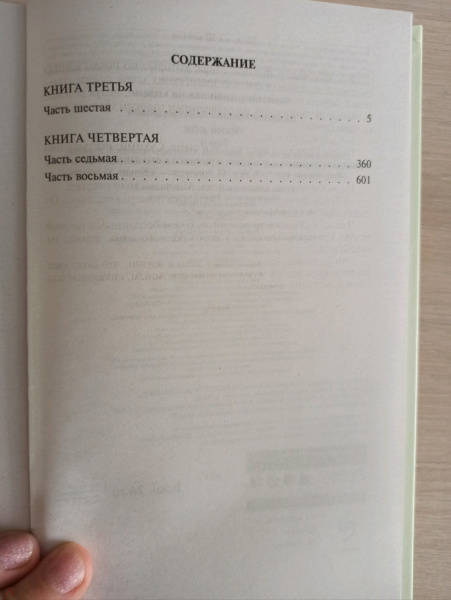 СОДЕРЖАНИЕ
КНИГА ТРЕТЬЯ
Часть шестая . . . . . . . . . . . . . . . . . . . . . . . . 5
КНИГА ЧЕТВЕРТАЯ
Часть седьмая . . . . . . . . . . . . . . . . . . . . . . . 360
Часть восьмая . . . . . . . . . . . . . . . . . . . . . . . 601